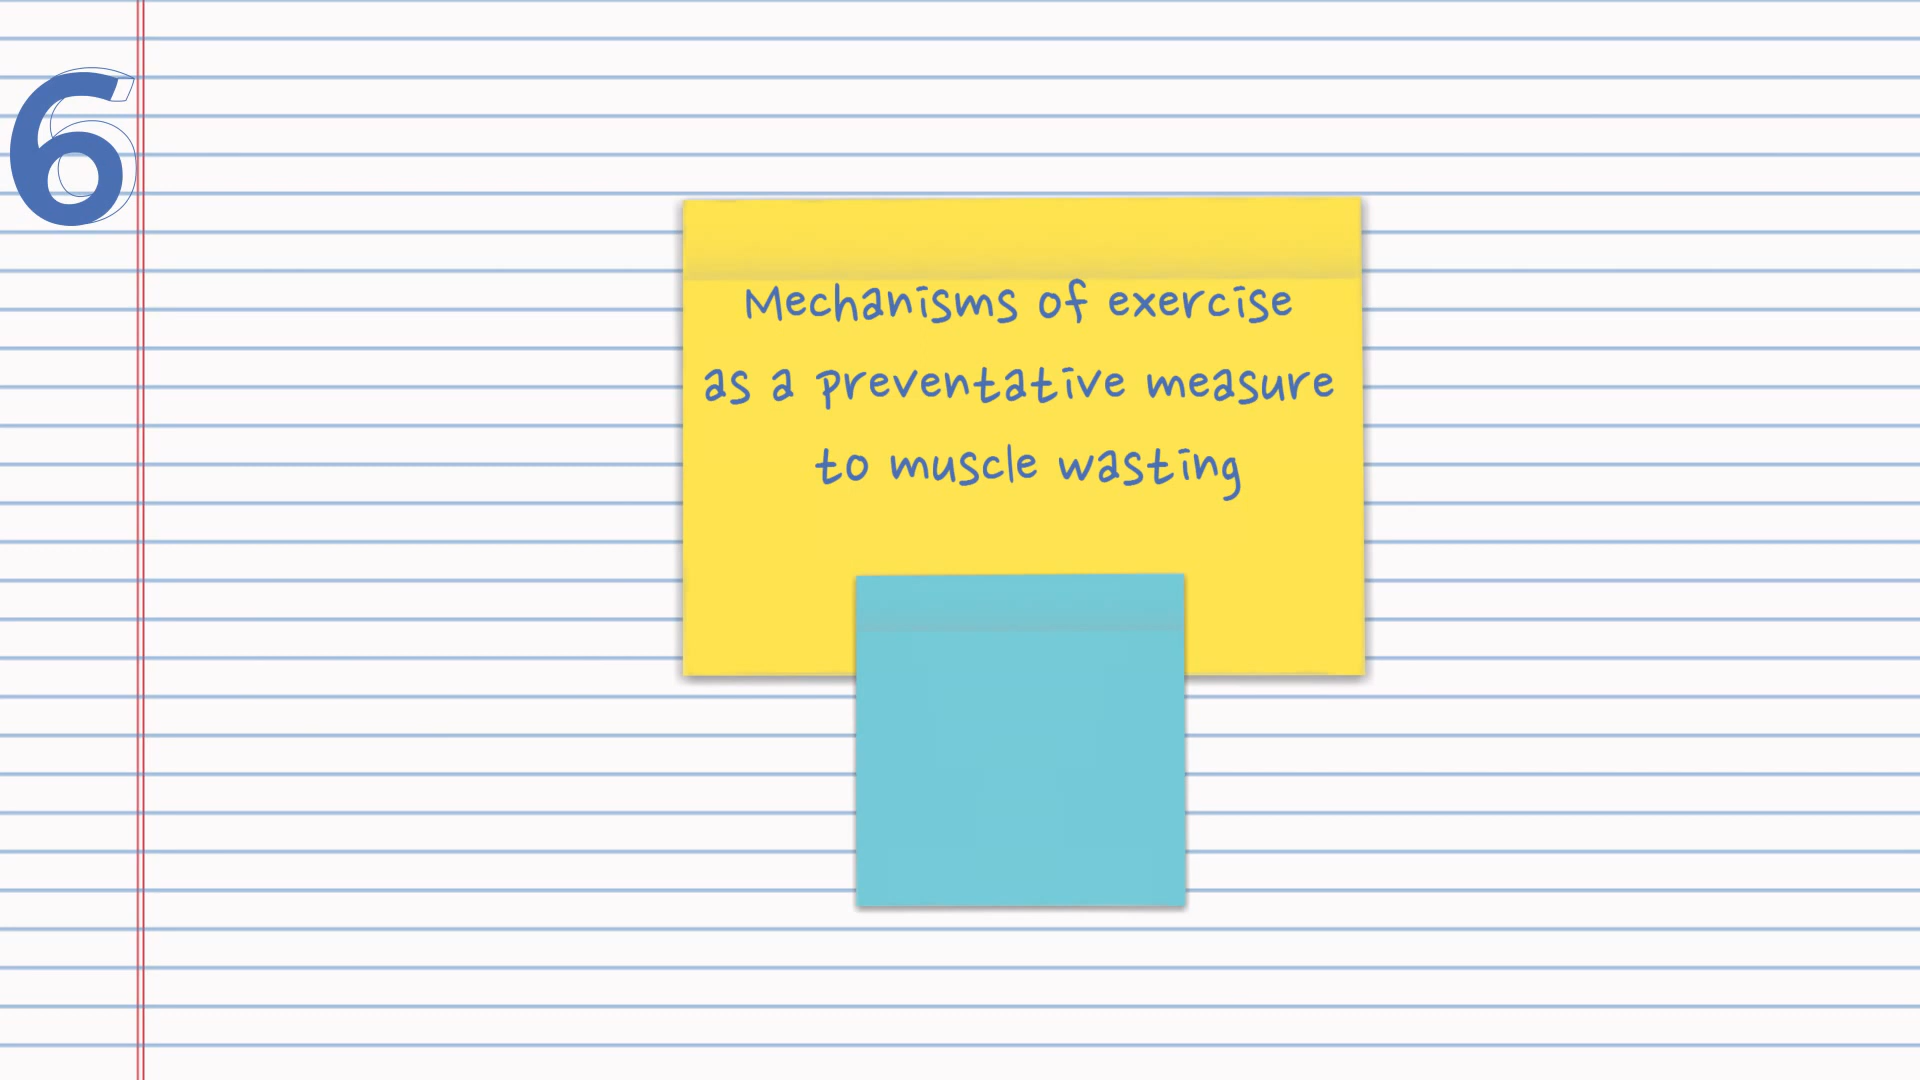 6
Mechanisms of exercise
as a preventative measure
to muscle wasting